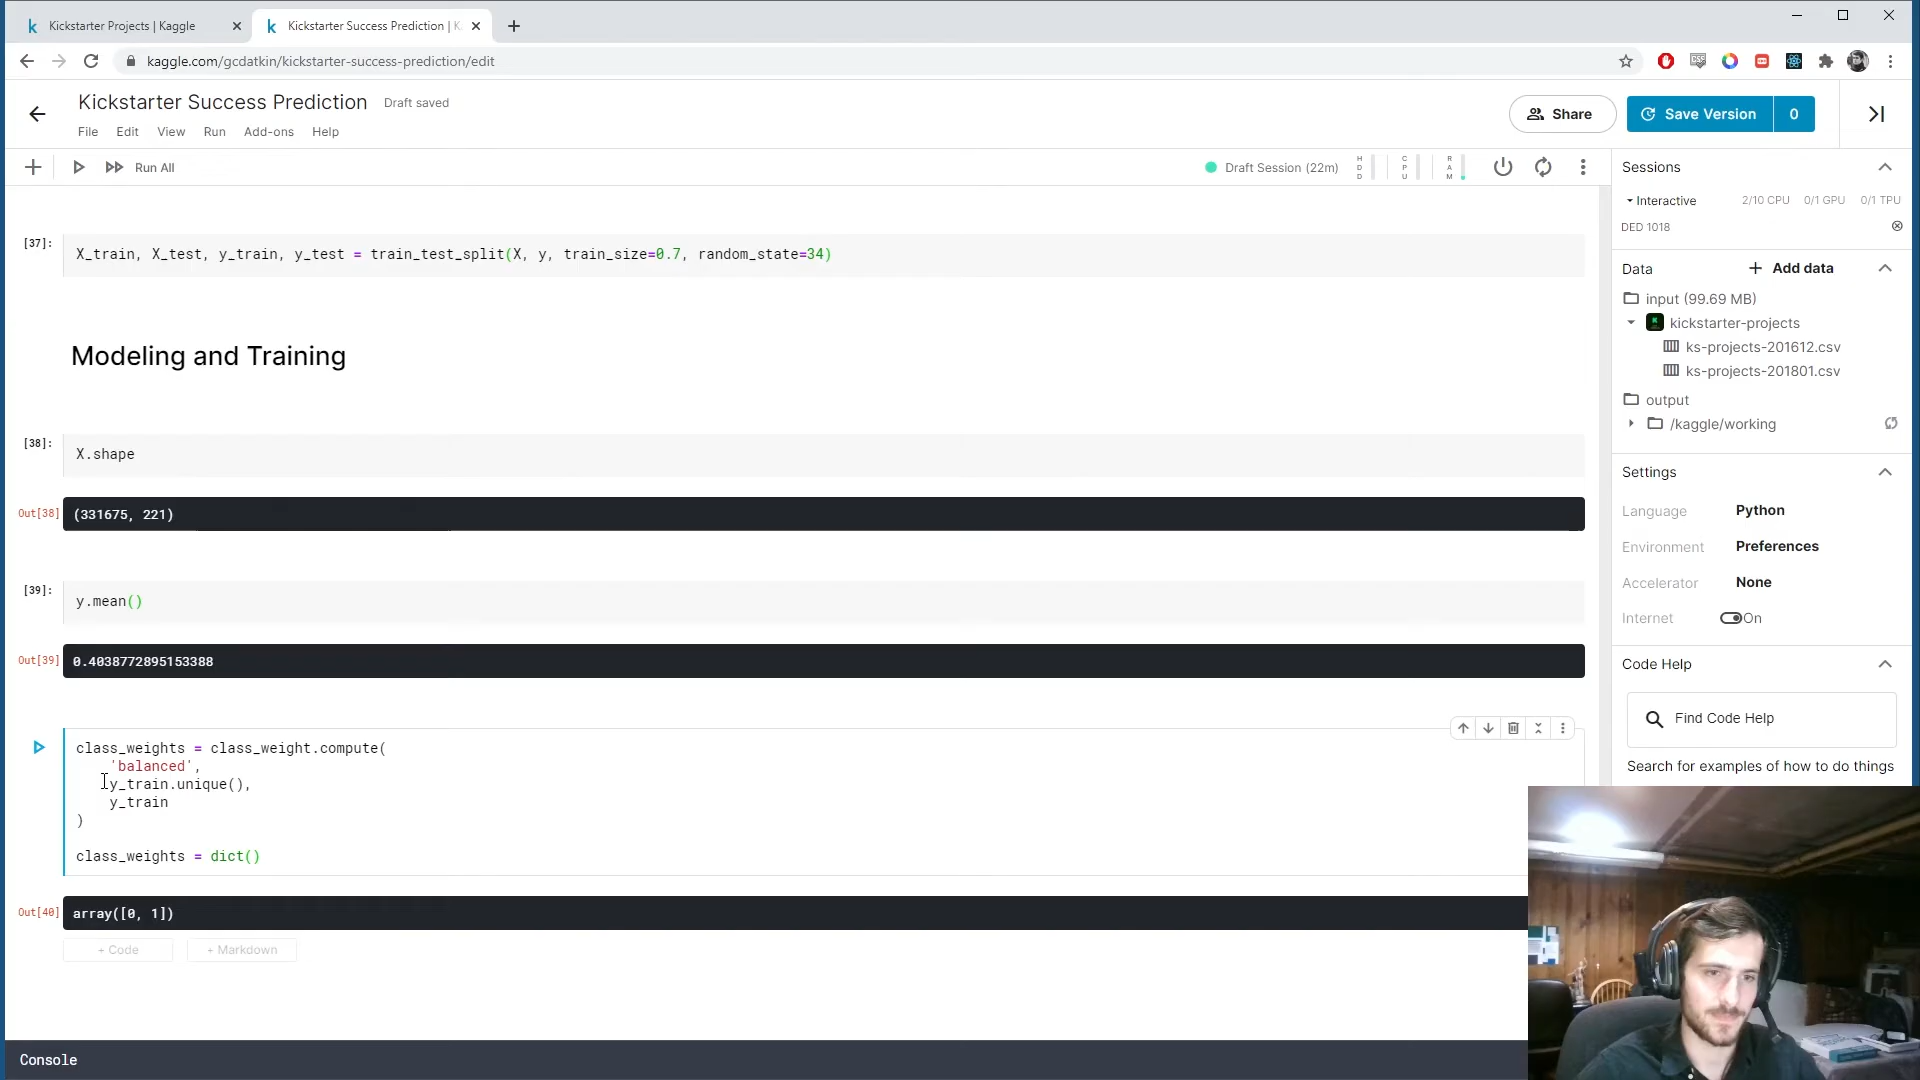 Kickstarter Projects | Kaggle
Kickstarter Success Prediction | K
kaggle.com/gcdatkin/kickstarter-success-prediction/edit
Kickstarter Success Prediction
Draft saved
File Edit View Run Add-ons Help
Share
Save Version
0
Run All
Draft Session (22m)
HDD
CPU
RAM
[37]:
X_train, X_test, y_train, y_test = train_test_split(X, y, train_size=0.7, random_state=34)
Modeling and Training
[38]:
X.shape
Out[38]
(331675, 221)
[39]:
y.mean()
Out[39]
0.4038772895153388
class_weights = class_weight.compute(
'balanced',
y_train.unique(),
y_train
)
class_weights = dict()
Out[40]
array([0, 1])
+ Code
+ Markdown
Console
Sessions
Interactive
2/10 CPU 0/1 GPU 0/1 TPU
DED 1018
Data
+ Add data
input (99.69 MB)
kickstarter-projects
ks-projects-201612.csv
ks-projects-201801.csv
output
/kaggle/working
Settings
Language Python
Environment Preferences
Accelerator None
Internet On
Code Help
Find Code Help
Search for examples of how to do things